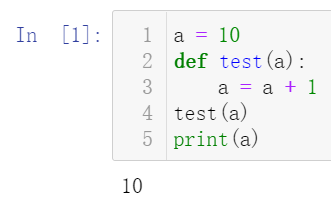 In [1]:
1 a = 10
2 def test(a):
3     a = a + 1
4 test(a)
5 print(a)
10